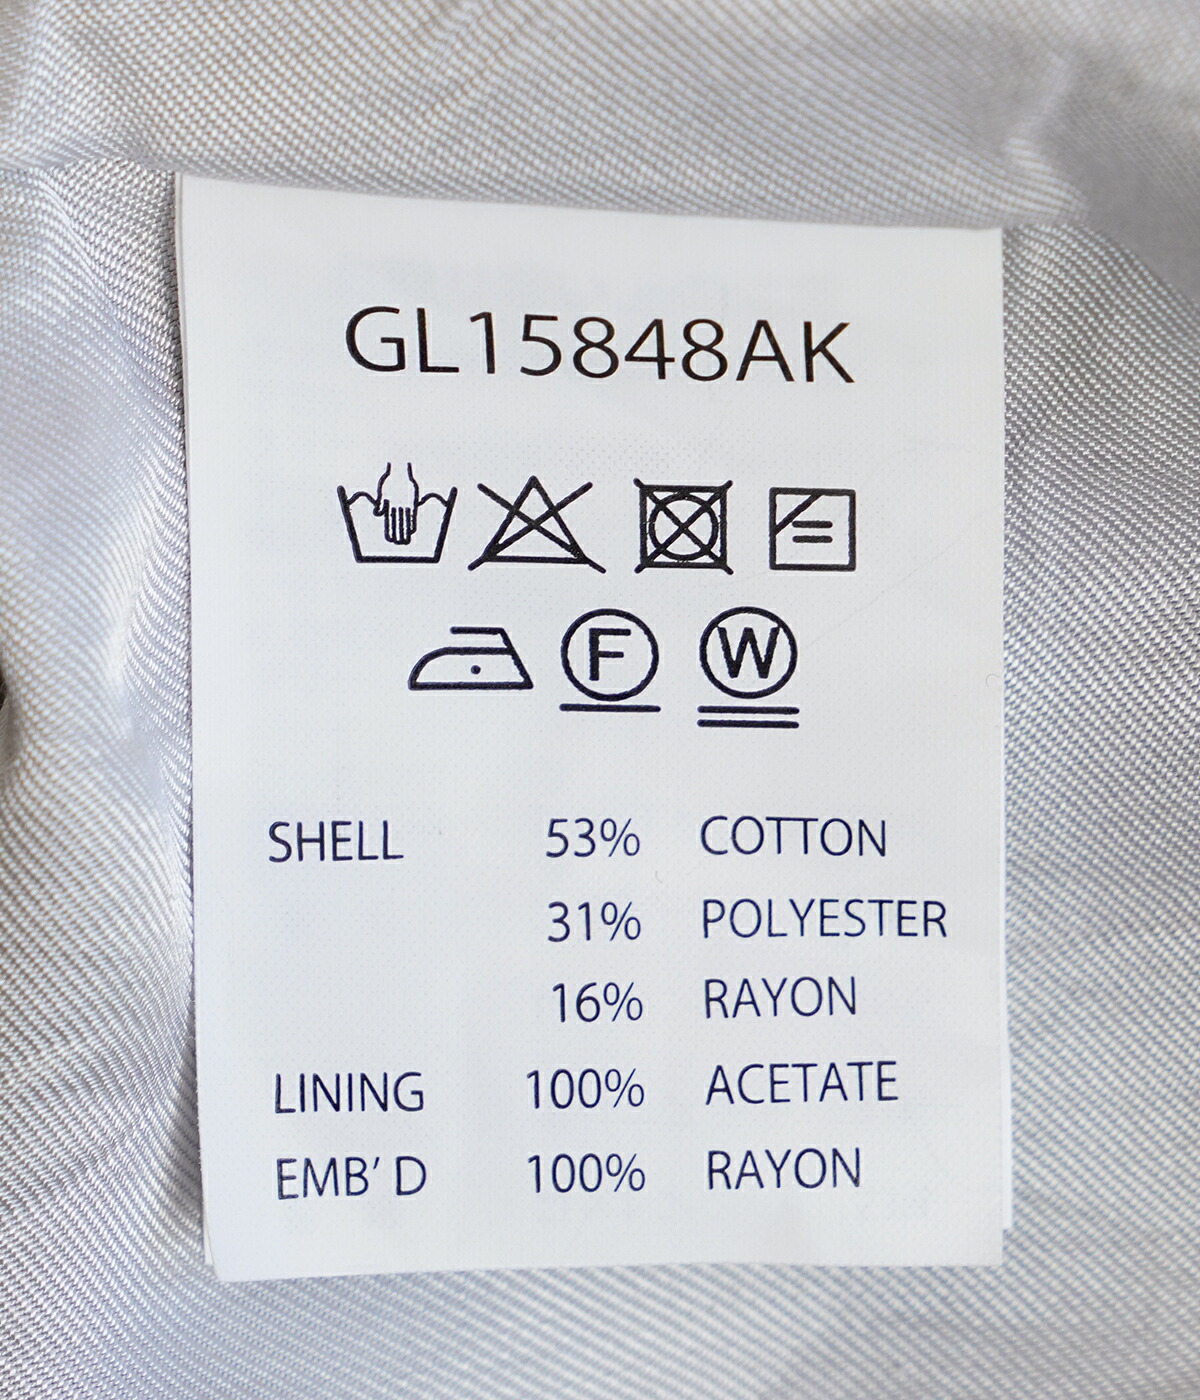 GL15848AK
F W
SHELL 53% COTTON
31% POLYESTER
16% RAYON
LINING 100% ACETATE
EMB' D 100% RAYON